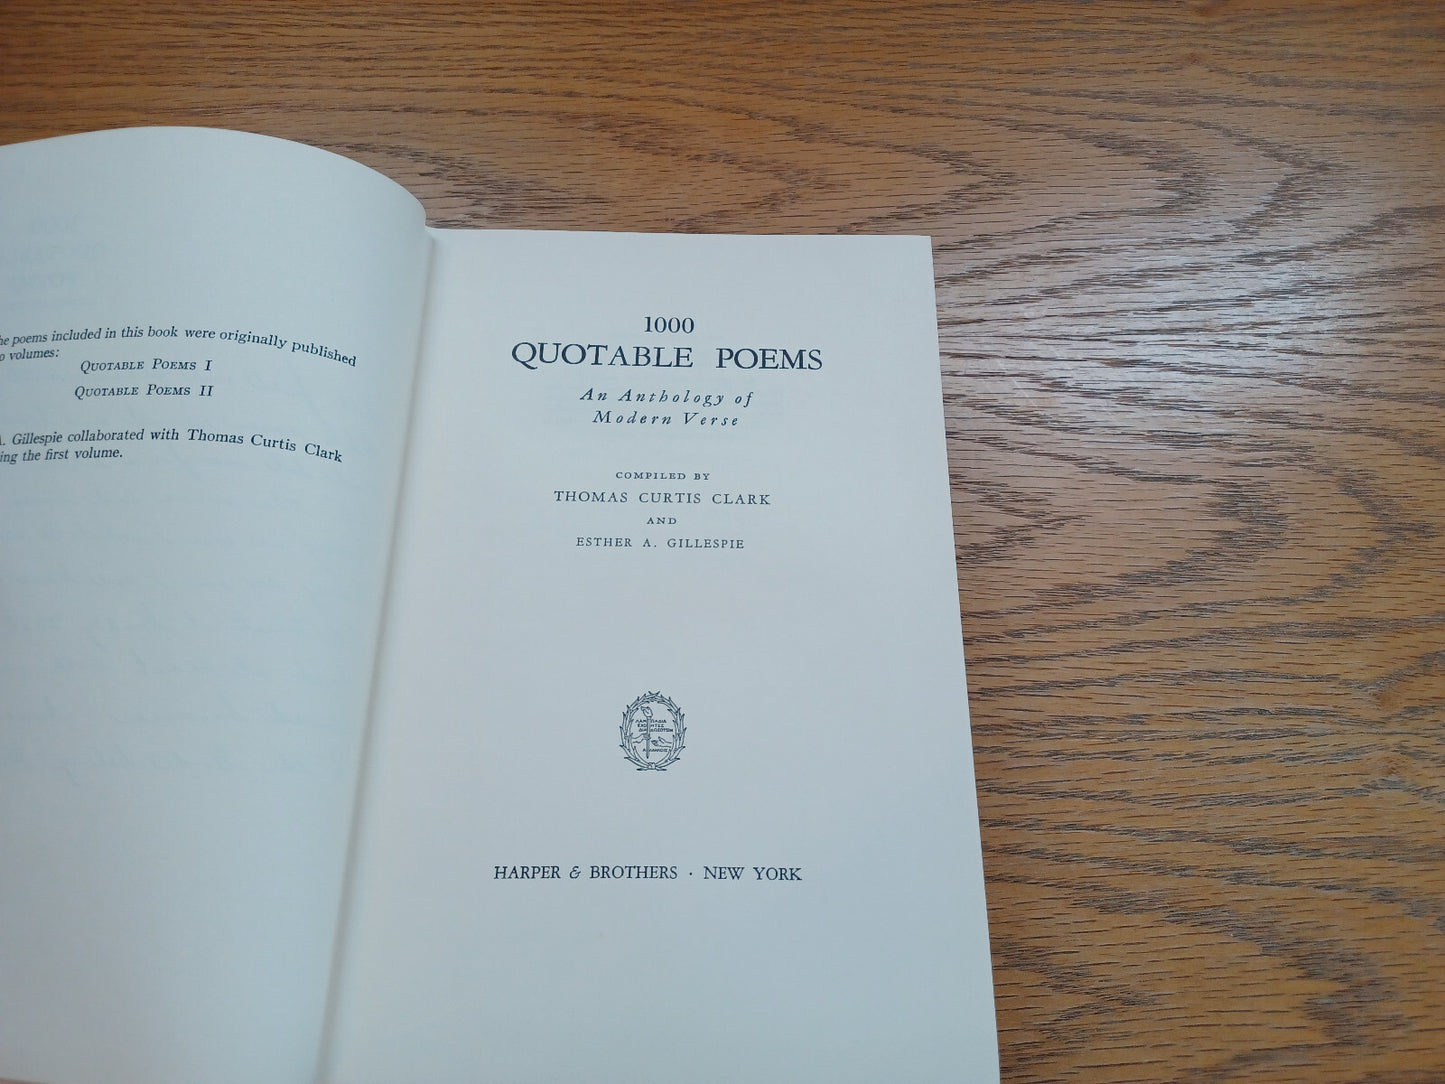 he poems included in this book were originally published
o volumes:
QUOTABLE POEMS I
QUOTABLE POEMS II
A. Gillespie collaborated with Thomas Curtis Clark
ing the first volume.
1000
QUOTABLE POEMS
An Anthology of
Modern Verse
COMPILED BY
THOMAS CURTIS CLARK
AND
ESTHER A. GILLESPIE
HARPER & BROTHERS · NEW YORK